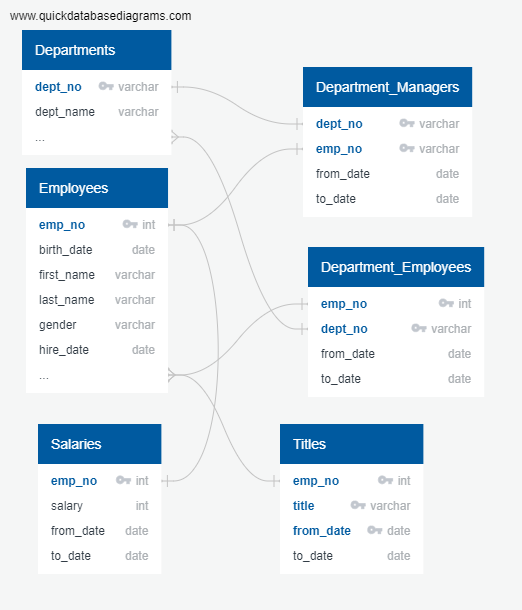 www.quickdatabasediagrams.com
Departments
dept_no varchar
dept_name varchar
...
Employees
emp_no int
birth_date date
first_name varchar
last_name varchar
gender varchar
hire_date date
...
Salaries
emp_no int
salary int
from_date date
to_date date
Department_Managers
dept_no varchar
emp_no varchar
from_date date
to_date date
Department_Employees
emp_no int
dept_no varchar
from_date date
to_date date
Titles
emp_no int
title varchar
from_date date
to_date date